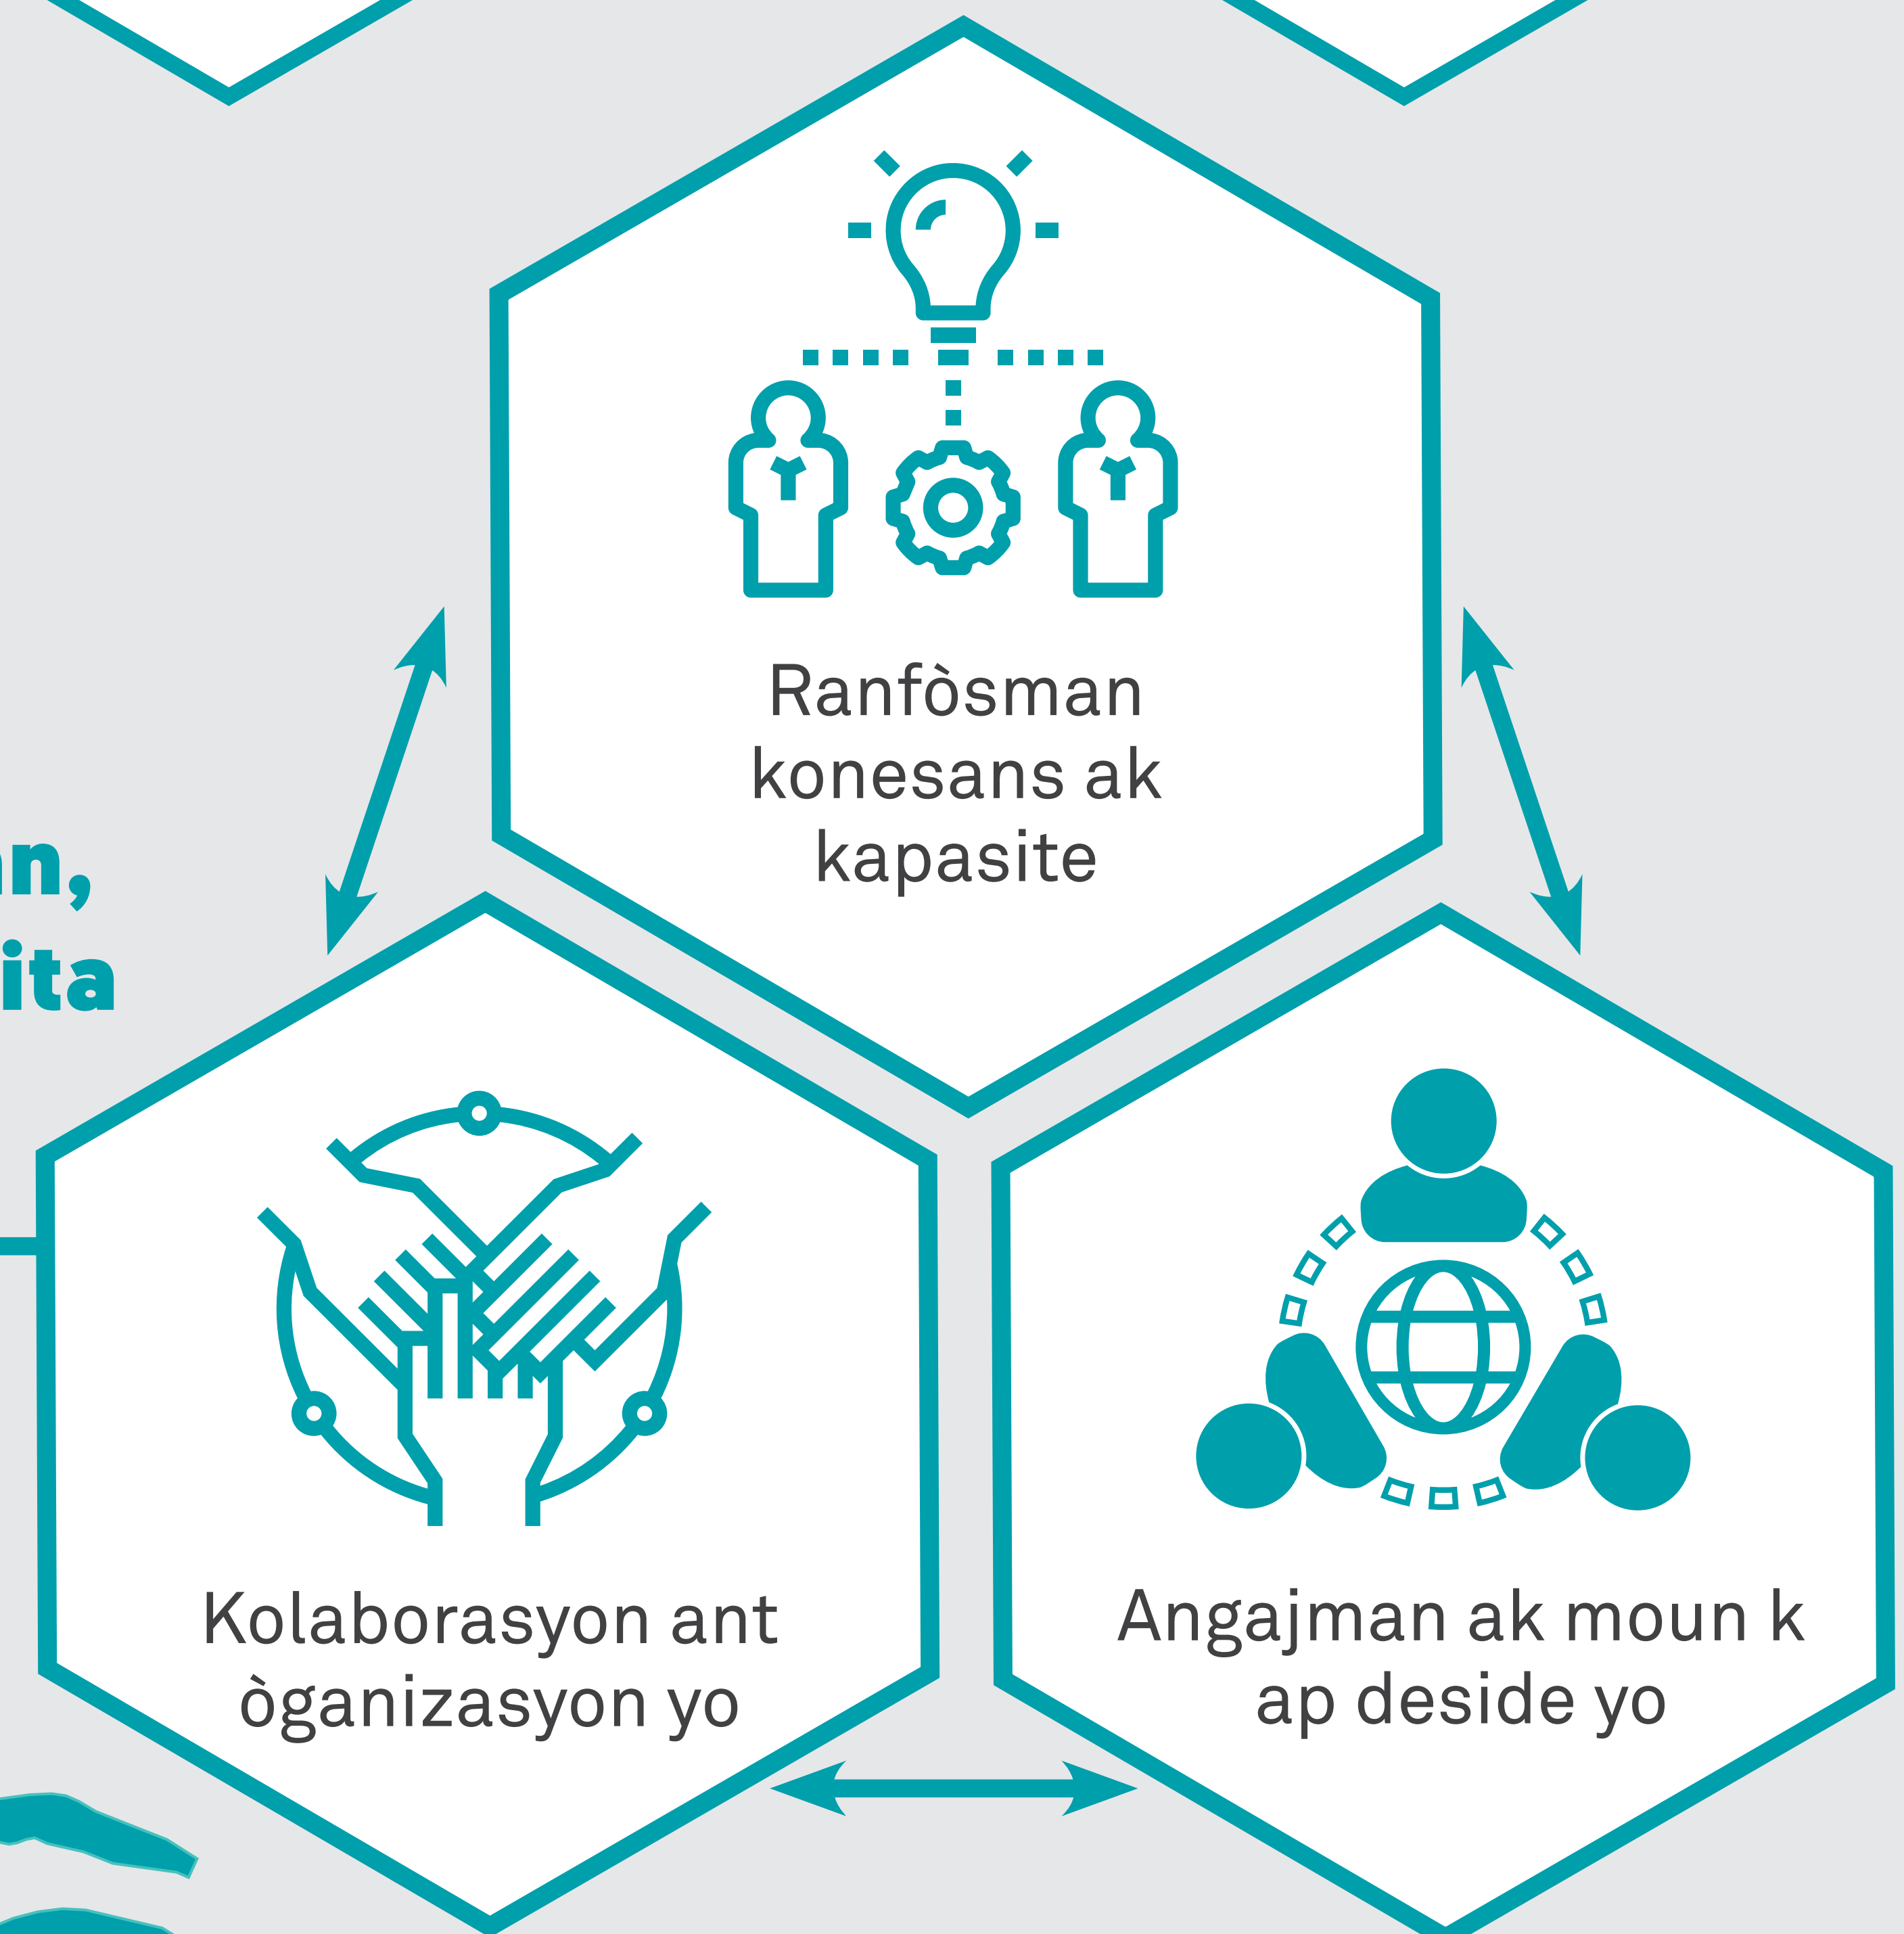 Ranfòsman
konesans ak
kapasite
Kolaborasyon ant
òganizasyon yo
Angajman ak moun k
ap deside yo